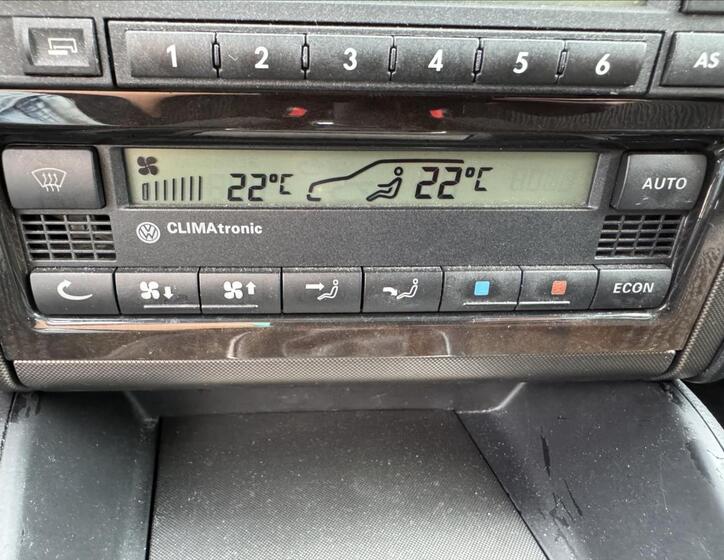 1 2 3 4 5 6 AS
22°C 22°C AUTO
CLIMAtronic
ECON